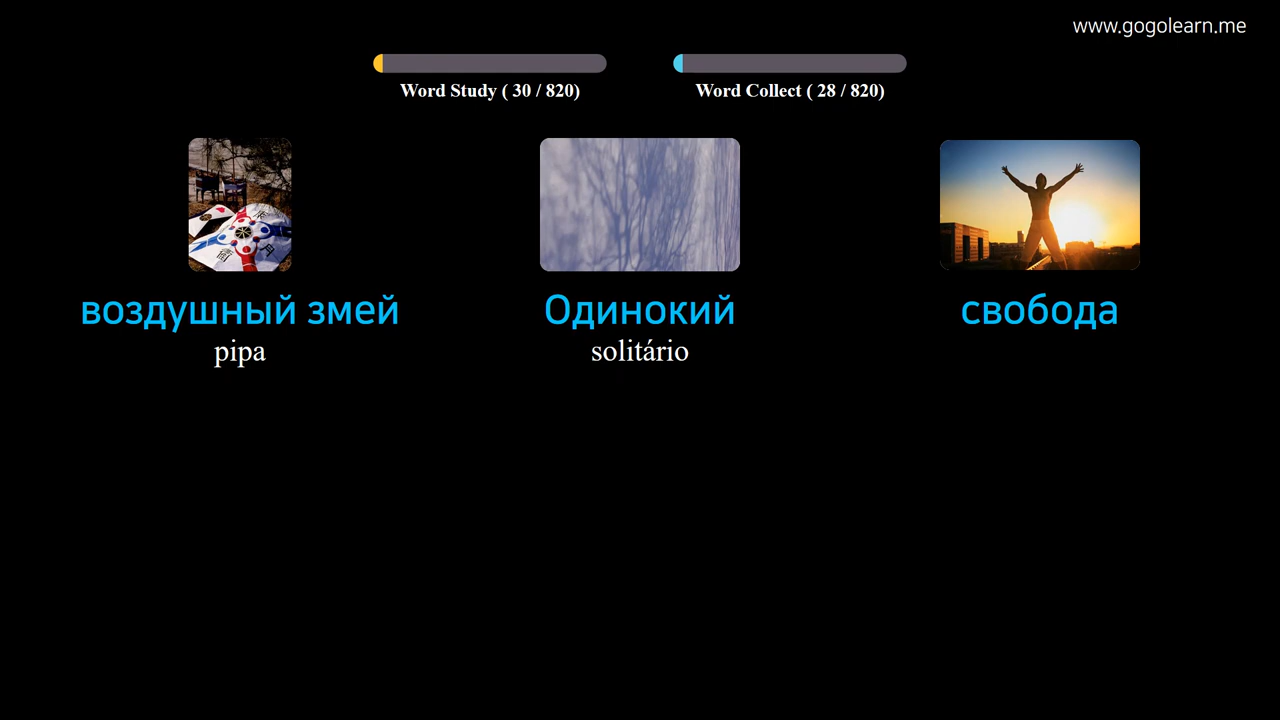 www.gogolearn.me
Word Study ( 30 / 820)
Word Collect ( 28 / 820)
воздушный змей
pipa
Одинокий
solitário
свобода